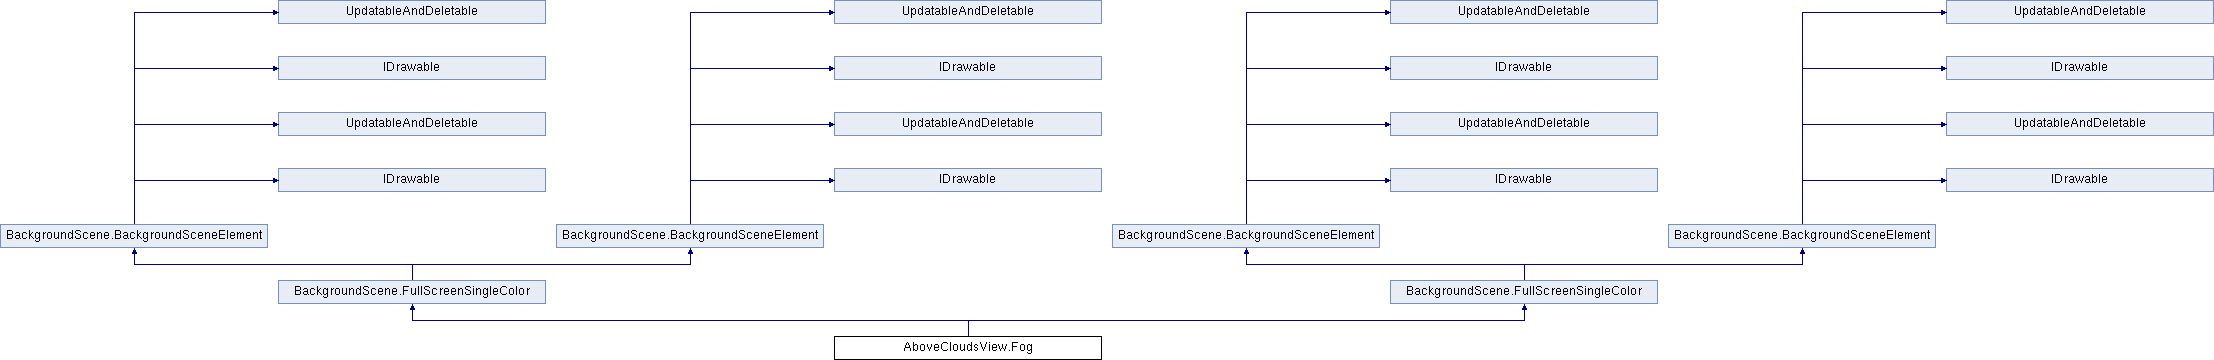 UpdatableAndDeletable UpdatableAndDeletable UpdatableAndDeletable UpdatableAndDeletable
IDrawable IDrawable IDrawable IDrawable
UpdatableAndDeletable UpdatableAndDeletable UpdatableAndDeletable UpdatableAndDeletable
IDrawable IDrawable IDrawable IDrawable
BackgroundScene.BackgroundSceneElement BackgroundScene.BackgroundSceneElement BackgroundScene.BackgroundSceneElement BackgroundScene.BackgroundSceneElement
BackgroundScene.FullScreenSingleColor BackgroundScene.FullScreenSingleColor
AboveCloudsView.Fog